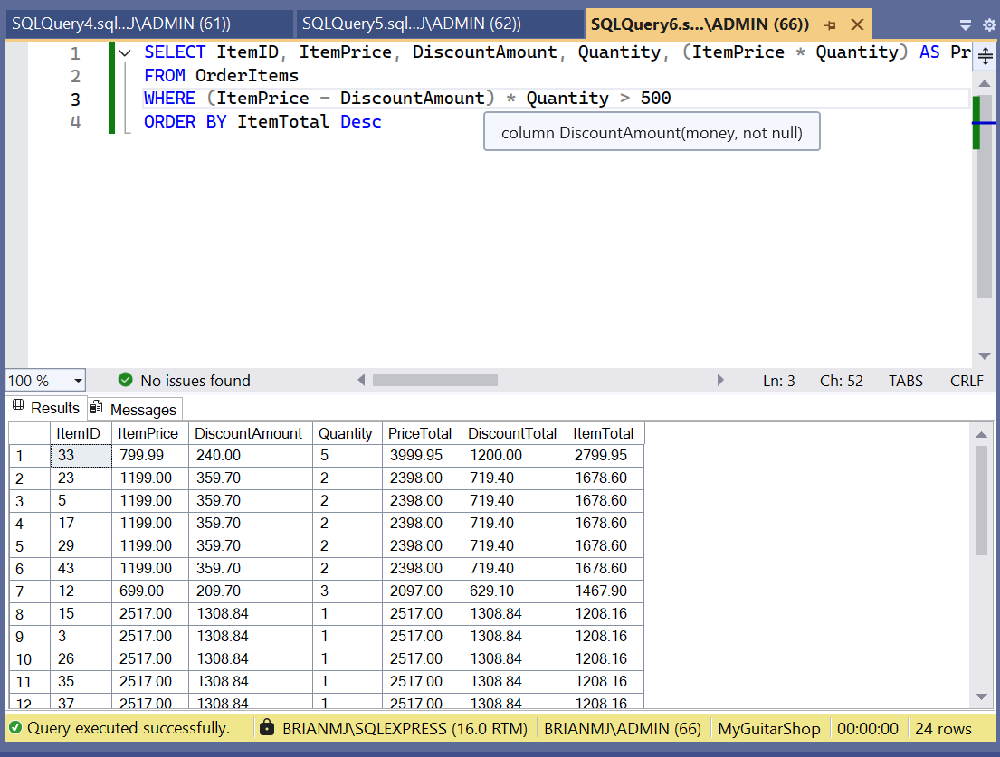 SQLQuery4.sql...J\ADMIN (61)) SQLQuery5.sql...J\ADMIN (62)) SQLQuery6.s...\ADMIN (66))
1 SELECT ItemID, ItemPrice, DiscountAmount, Quantity, (ItemPrice * Quantity) AS Pr
2 FROM OrderItems
3 WHERE (ItemPrice - DiscountAmount) * Quantity > 500
4 ORDER BY ItemTotal Desc
column DiscountAmount(money, not null)
100 % No issues found Ln: 3 Ch: 52 TABS CRLF
Results Messages
ItemID ItemPrice DiscountAmount Quantity PriceTotal DiscountTotal ItemTotal
1 33 799.99 240.00 5 3999.95 1200.00 2799.95
2 23 1199.00 359.70 2 2398.00 719.40 1678.60
3 5 1199.00 359.70 2 2398.00 719.40 1678.60
4 17 1199.00 359.70 2 2398.00 719.40 1678.60
5 29 1199.00 359.70 2 2398.00 719.40 1678.60
6 43 1199.00 359.70 2 2398.00 719.40 1678.60
7 12 699.00 209.70 3 2097.00 629.10 1467.90
8 15 2517.00 1308.84 1 2517.00 1308.84 1208.16
9 3 2517.00 1308.84 1 2517.00 1308.84 1208.16
10 26 2517.00 1308.84 1 2517.00 1308.84 1208.16
11 35 2517.00 1308.84 1 2517.00 1308.84 1208.16
12 37 2517.00 1308.84 1 2517.00 1308.84 1208.16
Query executed successfully. BRIANMJ\SQLEXPRESS (16.0 RTM) BRIANMJ\ADMIN (66) MyGuitarShop 00:00:00 24 rows